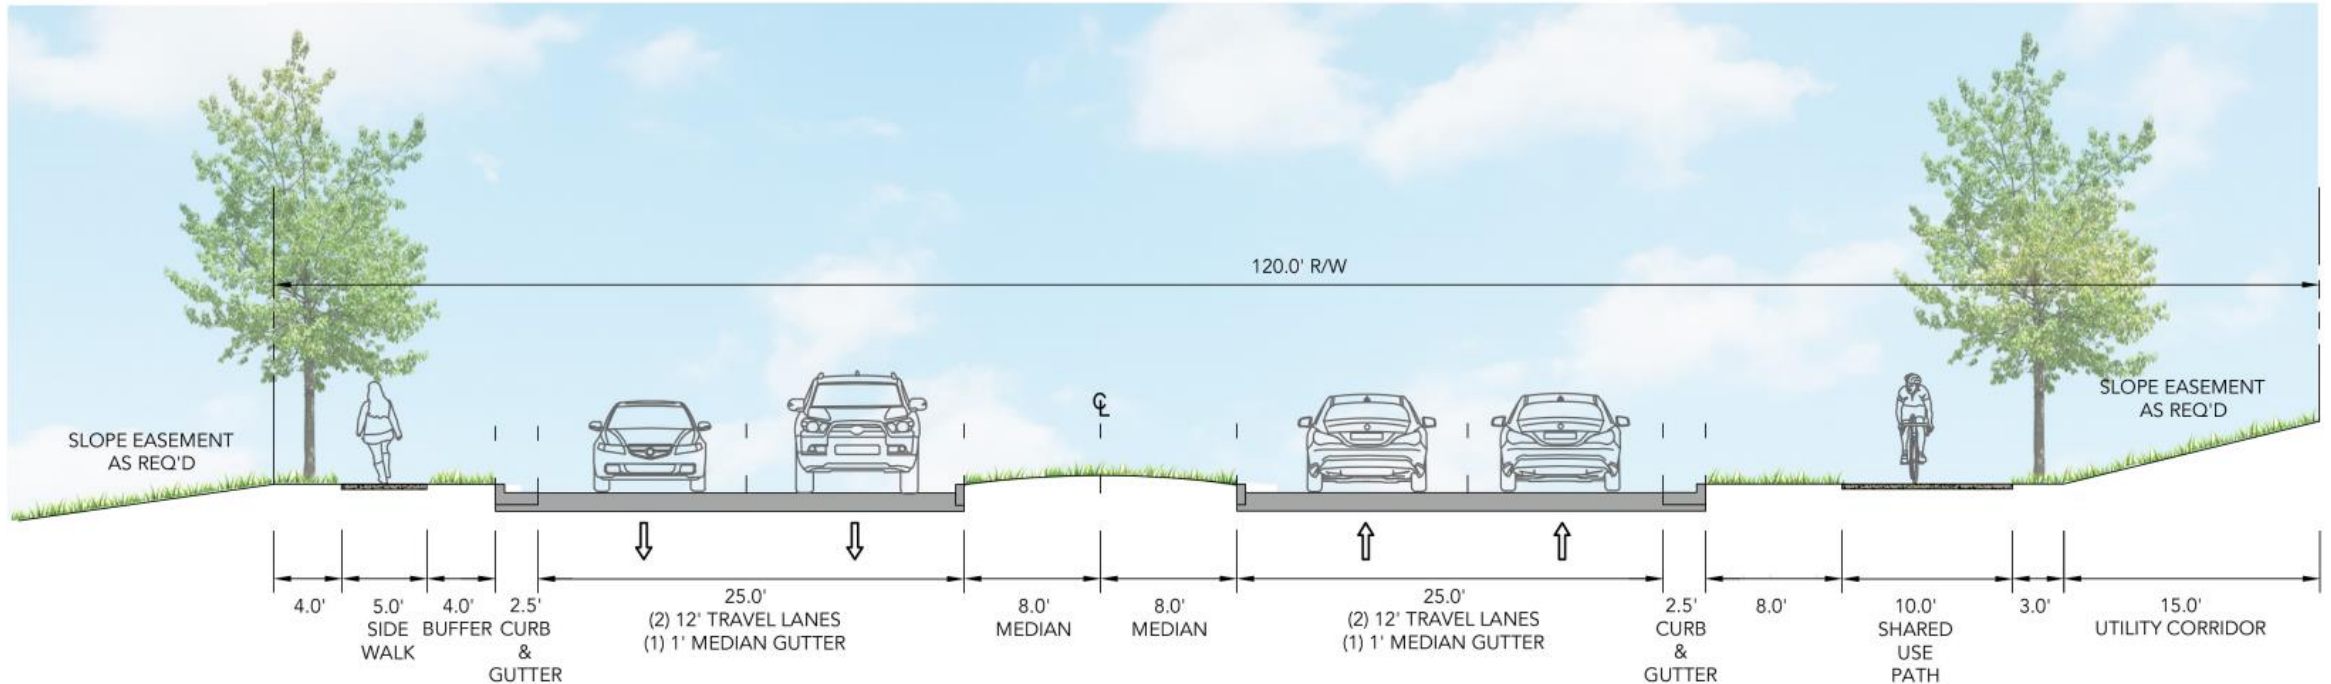 120.0' R/W
℄
SLOPE EASEMENT
AS REQ'D
SLOPE EASEMENT
AS REQ'D
4.0'
5.0'
SIDE
WALK
4.0'
BUFFER
2.5'
CURB
&
GUTTER
25.0'
(2) 12' TRAVEL LANES
(1) 1' MEDIAN GUTTER
8.0'
MEDIAN
8.0'
MEDIAN
25.0'
(2) 12' TRAVEL LANES
(1) 1' MEDIAN GUTTER
2.5'
CURB
&
GUTTER
8.0'
10.0'
SHARED
USE
PATH
3.0'
15.0'
UTILITY CORRIDOR